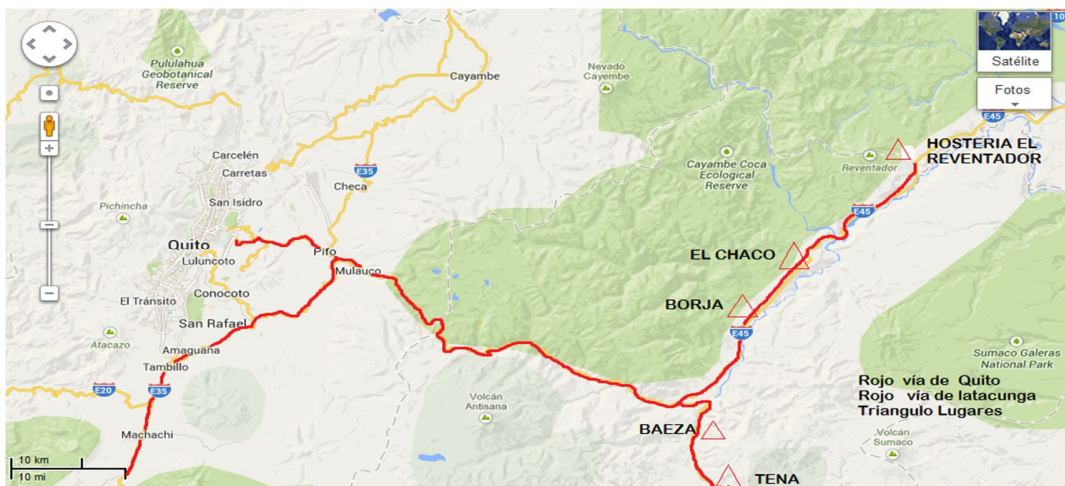 Pululahua
Geobotanical
Reserve
Cayambe
Nevado
Cayambe
Satélite
Fotos
10
E45
HOSTERIA EL
REVENTADOR
Reventador
Carcelén
Carretas
E35
Checa
Cayambe Coca
Ecological
Reserve
San Isidro
Pichincha
E45
Quito
Pifo
Luluncoto
Mulauco
EL CHACO
Conocoto
El Tránsito
BORJA
San Rafael
E45
Atacazo
Amaguaña
Tambillo
Sumaco Galeras
National Park
E20
E35
Rojo vía de Quito
Rojo vía de latacunga
Triangulo Lugares
Volcán
Antisana
Machachi
BAEZA
Volcán
Sumaco
10 km
10 mi
TENA